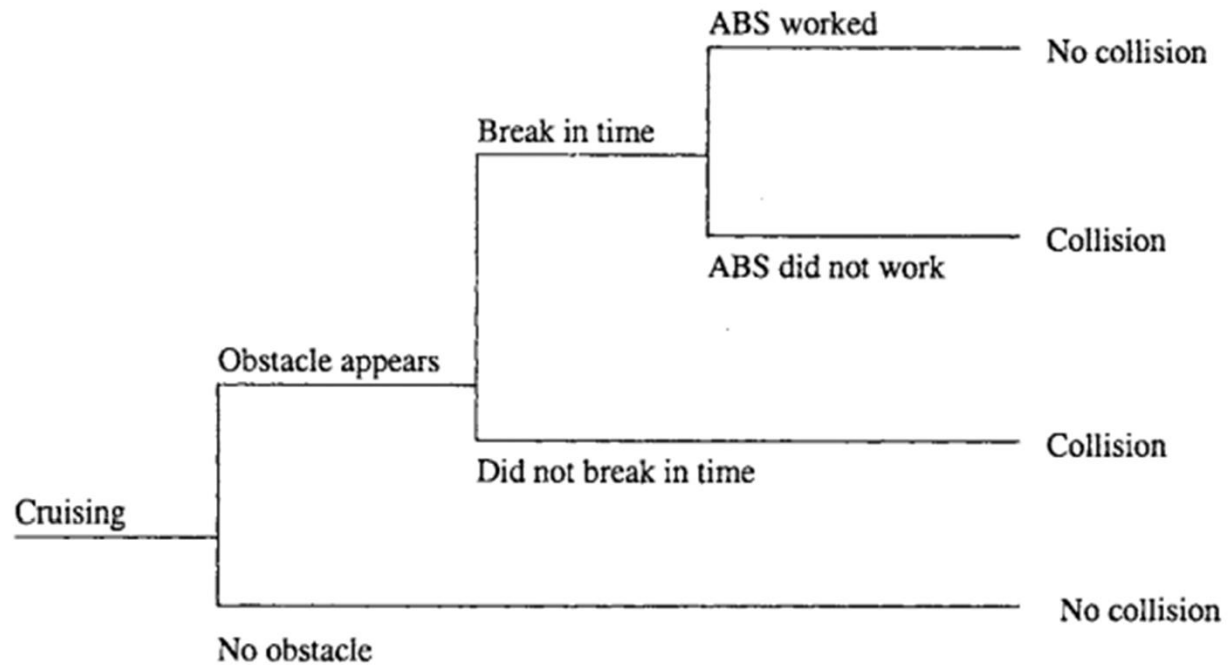 ABS worked
No collision
Break in time
Collision
ABS did not work
Obstacle appears
Collision
Did not break in time
Cruising
No collision
No obstacle